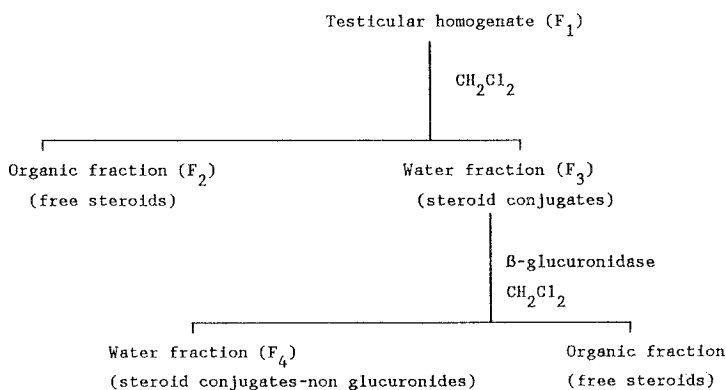 Testicular homogenate (F₁)
CH₂Cl₂
Organic fraction (F₂)
(free steroids)
Water fraction (F₃)
(steroid conjugates)
ß-glucuronidase
CH₂Cl₂
Water fraction (F₄)
(steroid conjugates-non glucuronides)
Organic fraction
(free steroids)